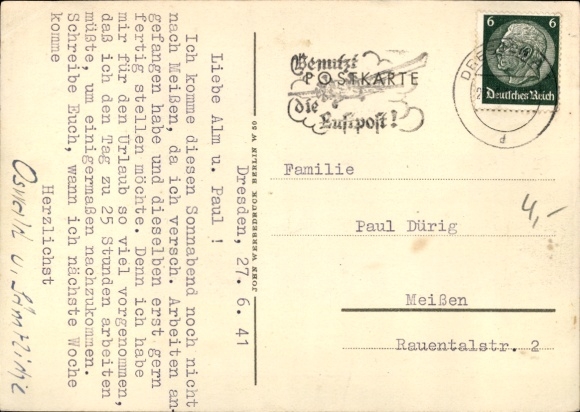 Dresden, 27. 6. 41
Liebe Alm u. Paul !
Ich komme diesen Sonnabend noch nicht
nach Meißen, da ich versch. Arbeiten an-
gefangen habe und dieselben erst gern
fertig stellen möchte. Denn ich habe
mir für den Urlaub so viel vorgenommen,
daß ich den Tag zu 25 Stunden arbeiten
müßte, um einigermaßen nachzukommen.
Schreibe Euch, wann ich nächste Woche
komme
Herzlichst
Oswald u.
JOHN WERBEDRUCK BERLIN W 50
Benutzt
POSTKARTE
die
Luftpost!
DRESDEN
d
6 6
Deutsches Reich
Familie
Paul Dürig
4,-
Meißen
Rauentalstr. 2